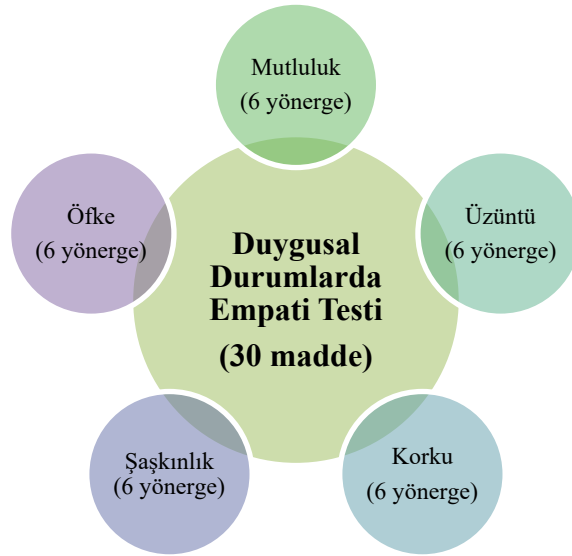 Mutluluk
(6 yönerge)
Öfke
(6 yönerge)
Üzüntü
(6 yönerge)
Duygusal
Durumlarda
Empati Testi
(30 madde)
Şaşkınlık
(6 yönerge)
Korku
(6 yönerge)